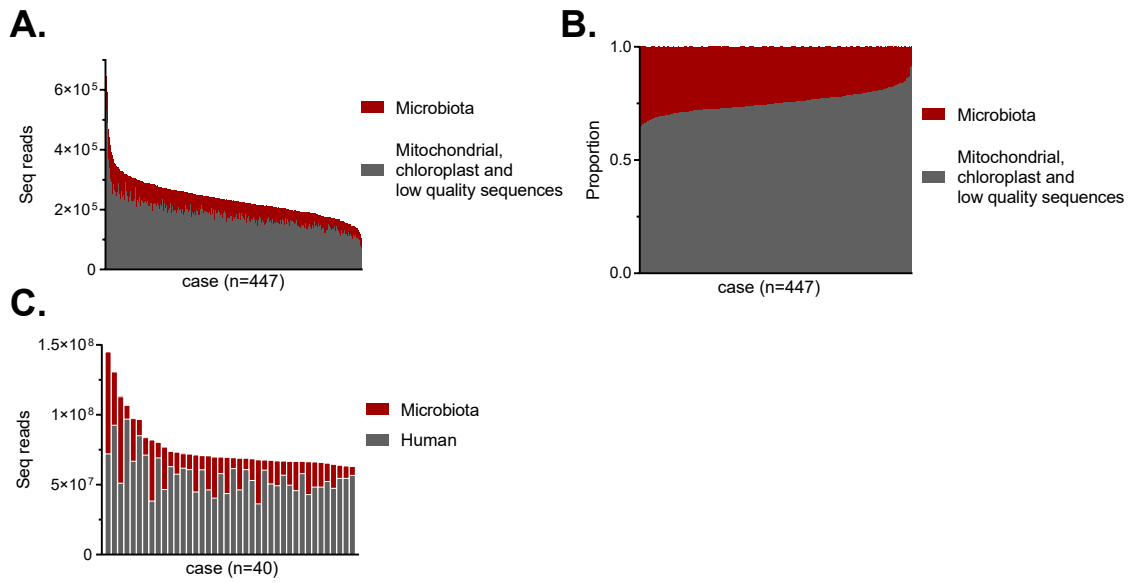 A.
Seq reads
6×10⁵
4×10⁵
2×10⁵
0
case (n=447)
Microbiota
Mitochondrial,
chloroplast and
low quality sequences
B.
Proportion
1.0
0.5
0.0
case (n=447)
Microbiota
Mitochondrial,
chloroplast and
low quality sequences
C.
Seq reads
1.5×10⁸
1×10⁸
5×10⁷
0
case (n=40)
Microbiota
Human